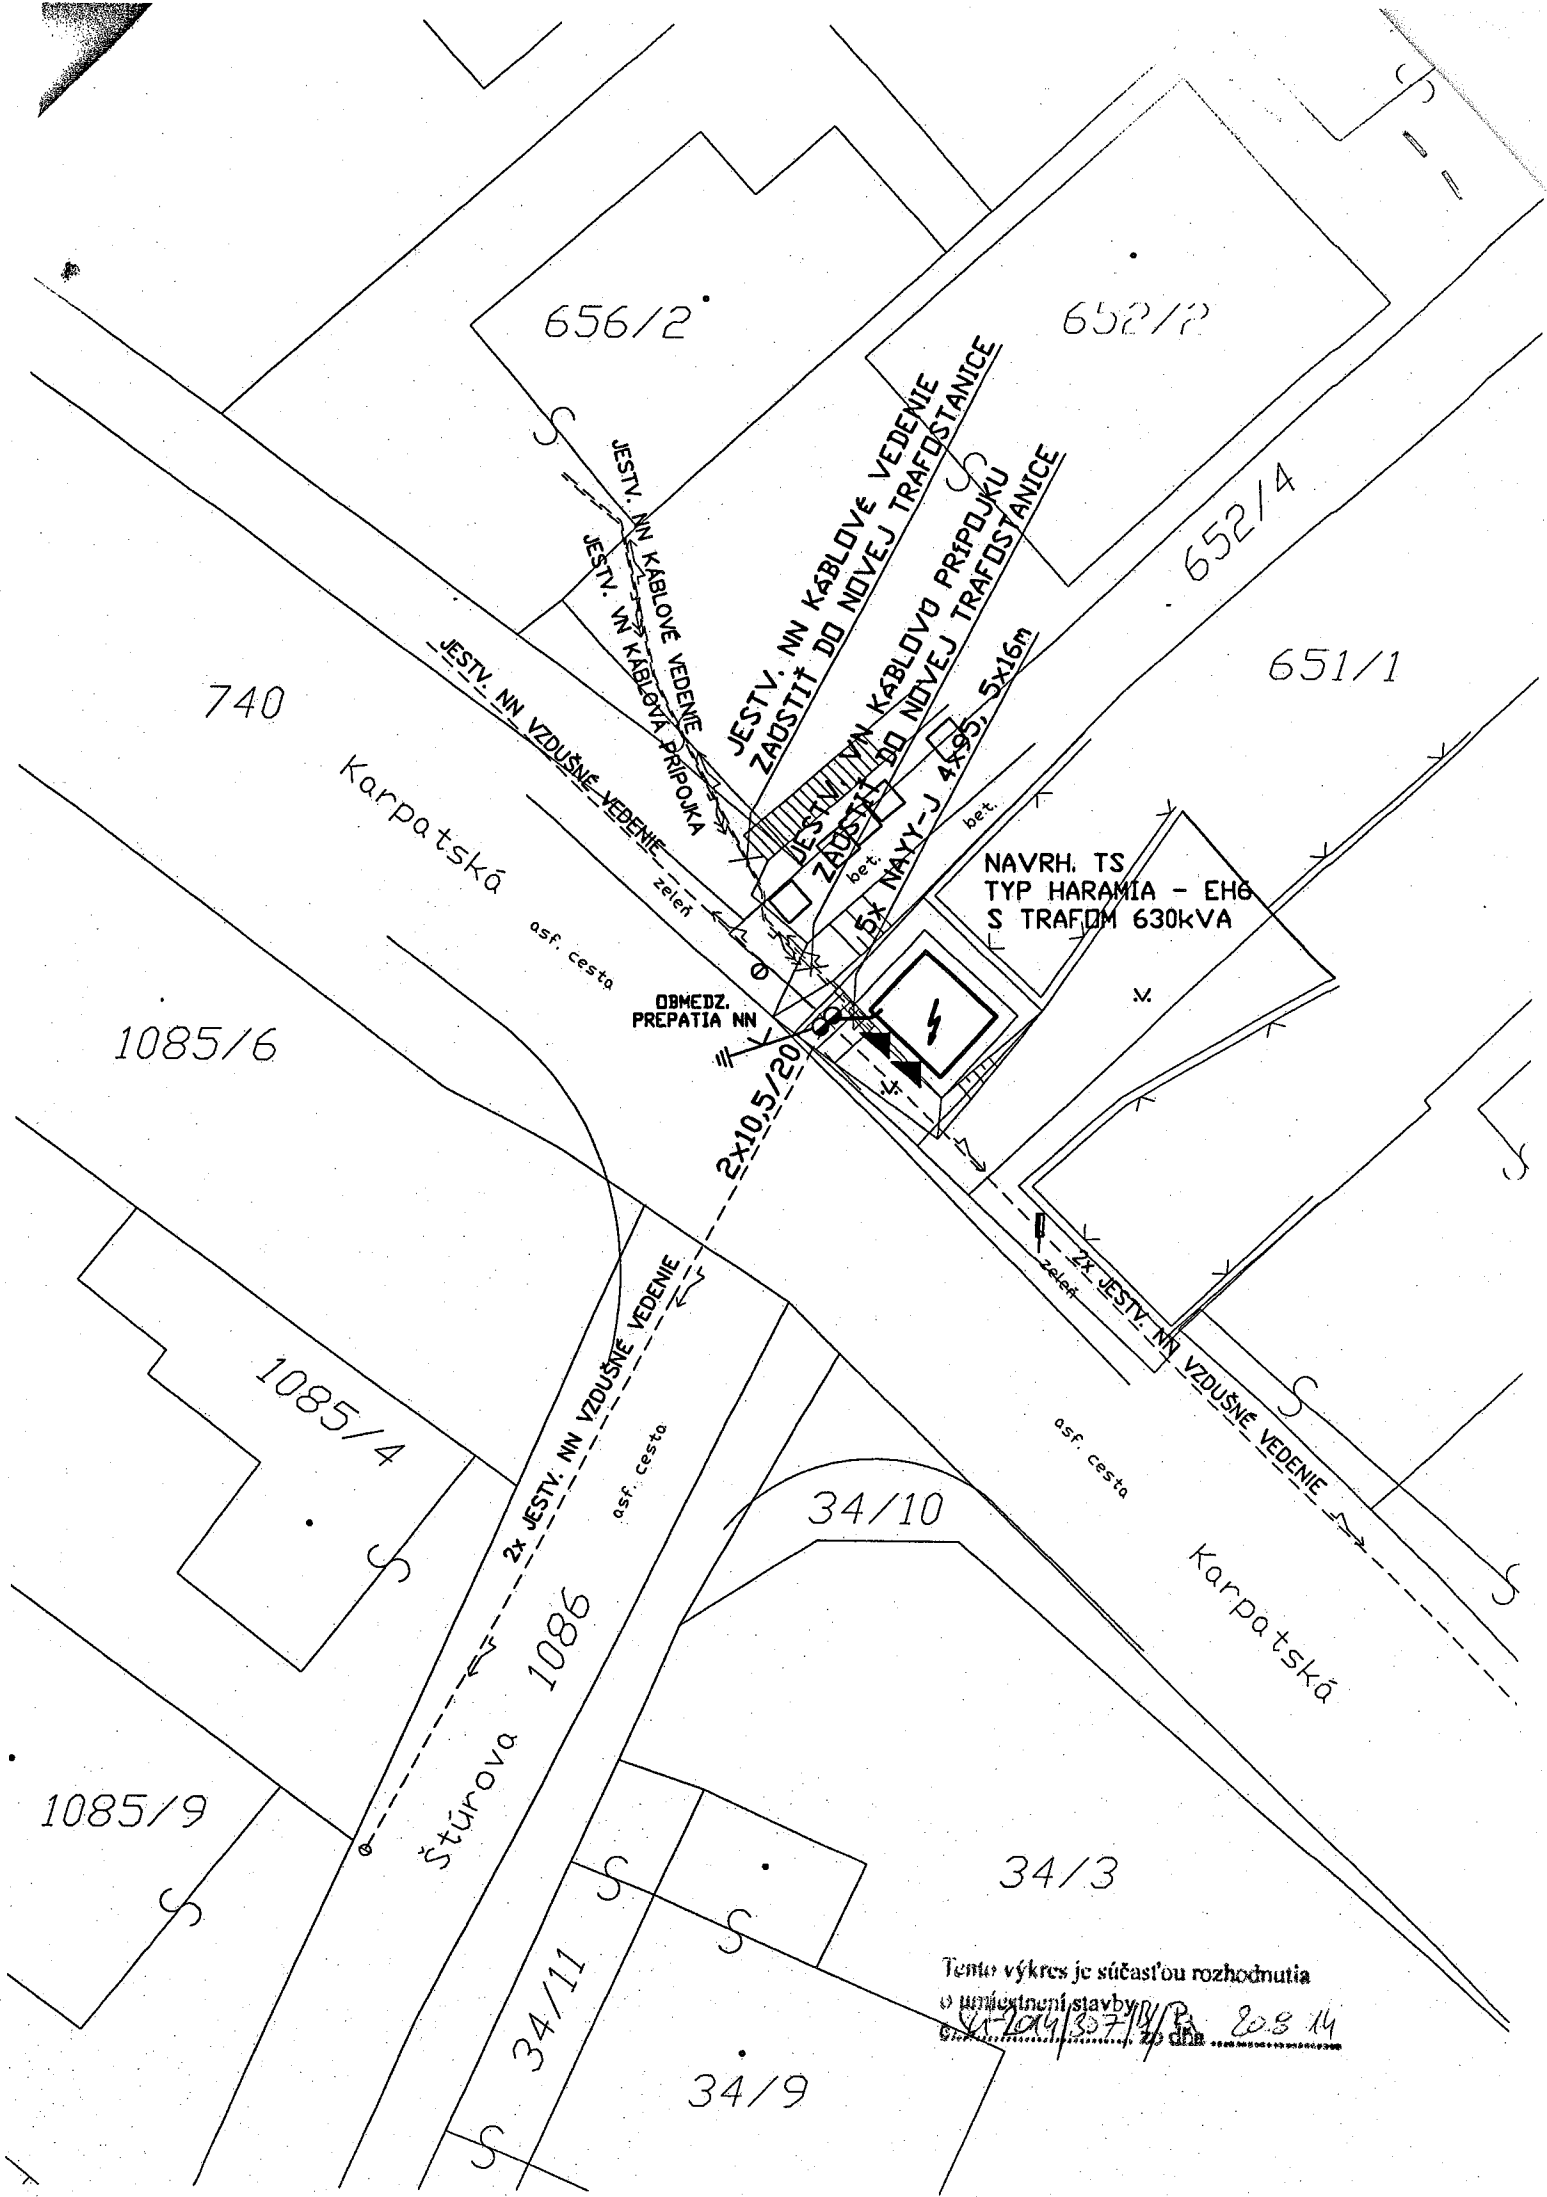 656/2
652/2
JESTV. NN KÁBLOVÉ VEDENIE
ZAÚSTIŤ DO NOVEJ TRAFOSTANICE
JESTV. VN KÁBLOVÚ PRÍPOJKU
ZAÚSTIŤ DO NOVEJ TRAFOSTANICE
5x NAYY-J 4x95, 5x16m
652/4
651/1
JESTV. NN KÁBLOVÉ VEDENIE
JESTV. VN KÁBLOVÁ PRÍPOJKA
JESTV. NN VZDUŠNÉ VEDENIE
740
Karpatská
zeleň
asf. cesta
bet.
bet.
NAVRH. TS
TYP HARAMIA - EH6
S TRAFOM 630kVA
OBMEDZ.
PREPATIA NN
1085/6
2x10,5/20
2x JESTV. NN VZDUŠNÉ VEDENIE
zeleň
2x JESTV. NN VZDUŠNÉ VEDENIE
1085/4
asf. cesta
asf. cesta
34/10
Karpatská
1086
Štúrova
1085/9
34/3
34/11
34/9
Tento výkres je súčasťou rozhodnutia
o umiestnení stavby
zo dňa 20.8 14